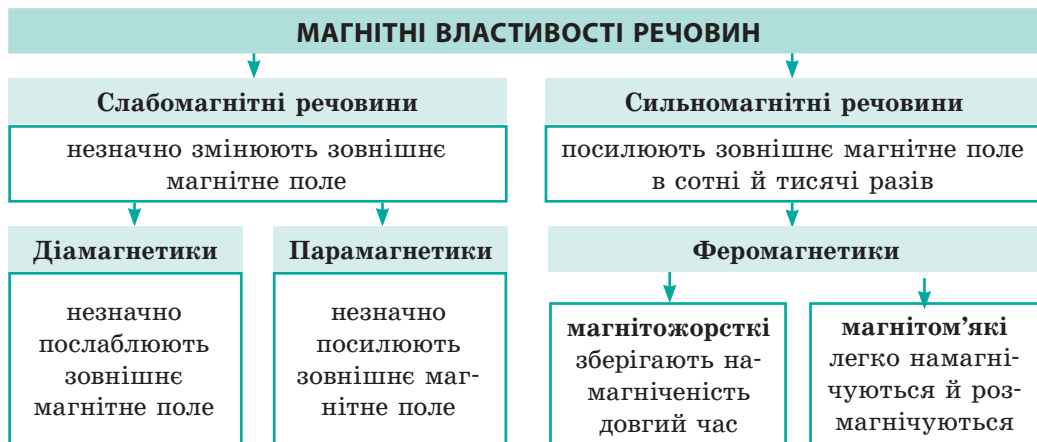 МАГНІТНІ ВЛАСТИВОСТІ РЕЧОВИН
Слабомагнітні речовини
незначно змінюють зовнішнє
магнітне поле
Діамагнетики
незначно
послаблюють
зовнішнє
магнітне поле
Парамагнетики
незначно
посилюють
зовнішнє маг-
нітне поле
Сильномагнітні речовини
посилюють зовнішнє магнітне поле
в сотні й тисячі разів
Феромагнетики
магнітожорсткі
зберігають на-
магніченість
довгий час
магнітом’які
легко намагні-
чуються й роз-
магнічуються